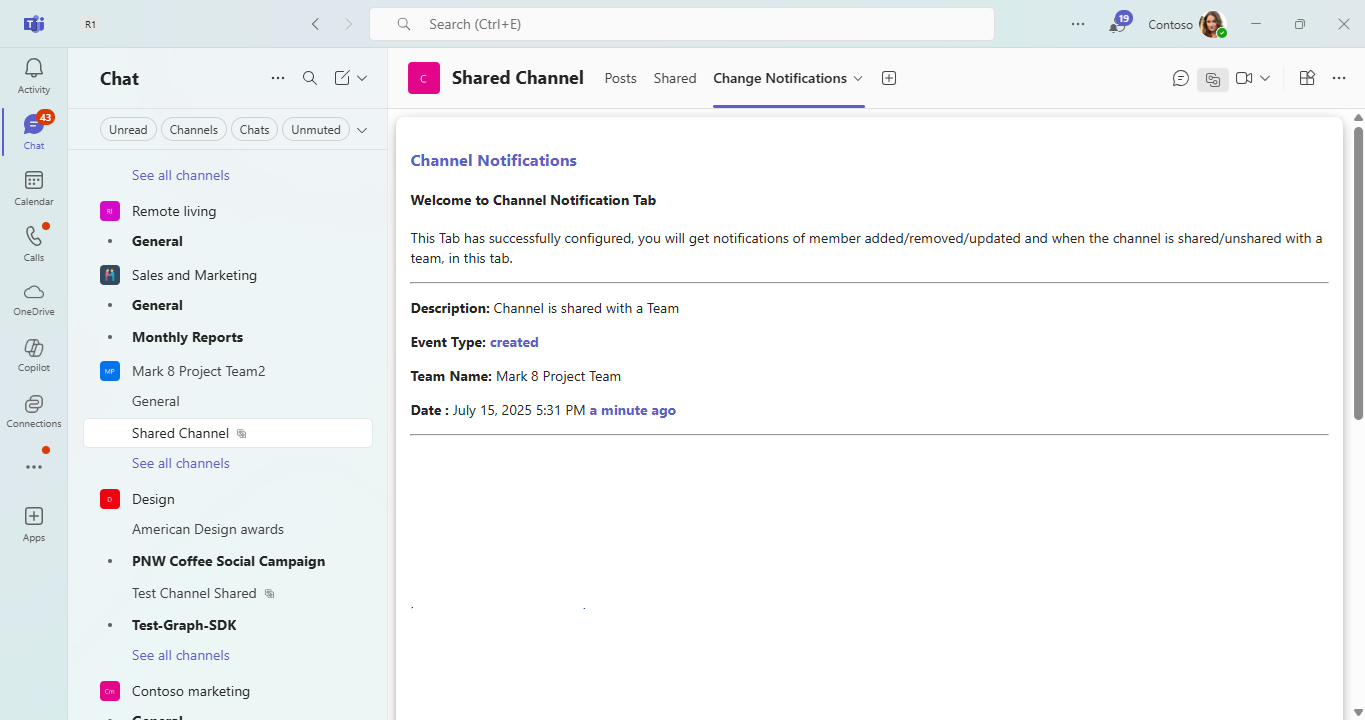 R1
Search (Ctrl+E)
19
Contoso
Activity
43
Chat
Calendar
Calls
OneDrive
Copilot
Connections
Apps
Chat
Unread
Channels
Chats
Unmuted
See all channels
Rl
Remote living
General
Sales and Marketing
General
Monthly Reports
MP
Mark 8 Project Team2
General
Shared Channel
See all channels
D
Design
American Design awards
PNW Coffee Social Campaign
Test Channel Shared
Test-Graph-SDK
See all channels
Cm
Contoso marketing
General
C
Shared Channel
Posts
Shared
Change Notifications
Channel Notifications
Welcome to Channel Notification Tab
This Tab has successfully configured, you will get notifications of member added/removed/updated and when the channel is shared/unshared with a
team, in this tab.
Description: Channel is shared with a Team
Event Type: created
Team Name: Mark 8 Project Team
Date : July 15, 2025 5:31 PM a minute ago